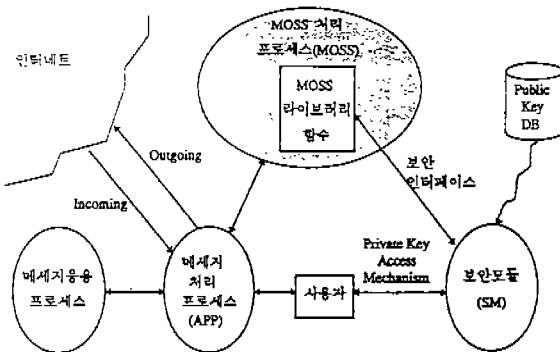 MOSS 처리
프로세스(MOSS)
인터네트
MOSS
라이브러리
함수
Public
Key
DB
Outgoing
보안
인터페이스
Incoming
Private Key
Access
Mechanism
메세지응용
프로세스
메세지
처리
프로세스
(APP)
사용자
보안모듈
(SM)